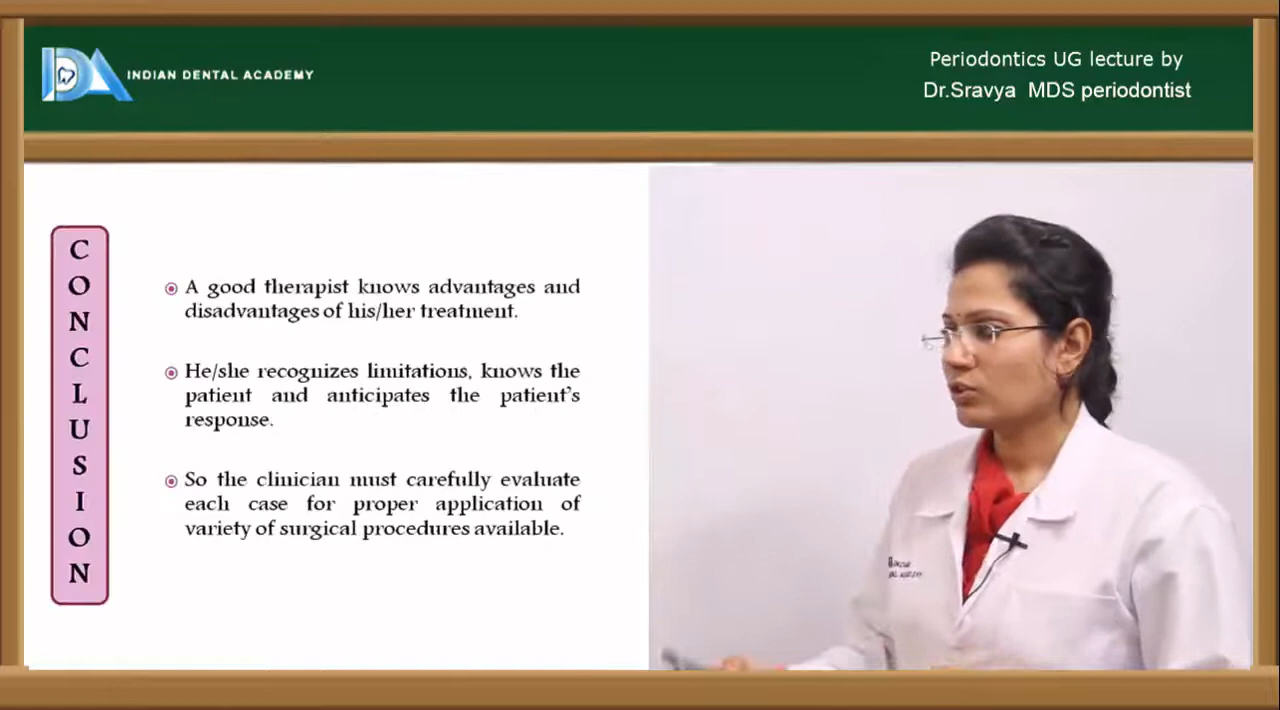 INDIAN DENTAL ACADEMY
Periodontics UG lecture by
Dr.Sravya MDS periodontist
CONCLUSION
A good therapist knows advantages and
disadvantages of his/her treatment.
He/she recognizes limitations, knows the
patient and anticipates the patient's
response.
So the clinician must carefully evaluate
each case for proper application of
variety of surgical procedures available.